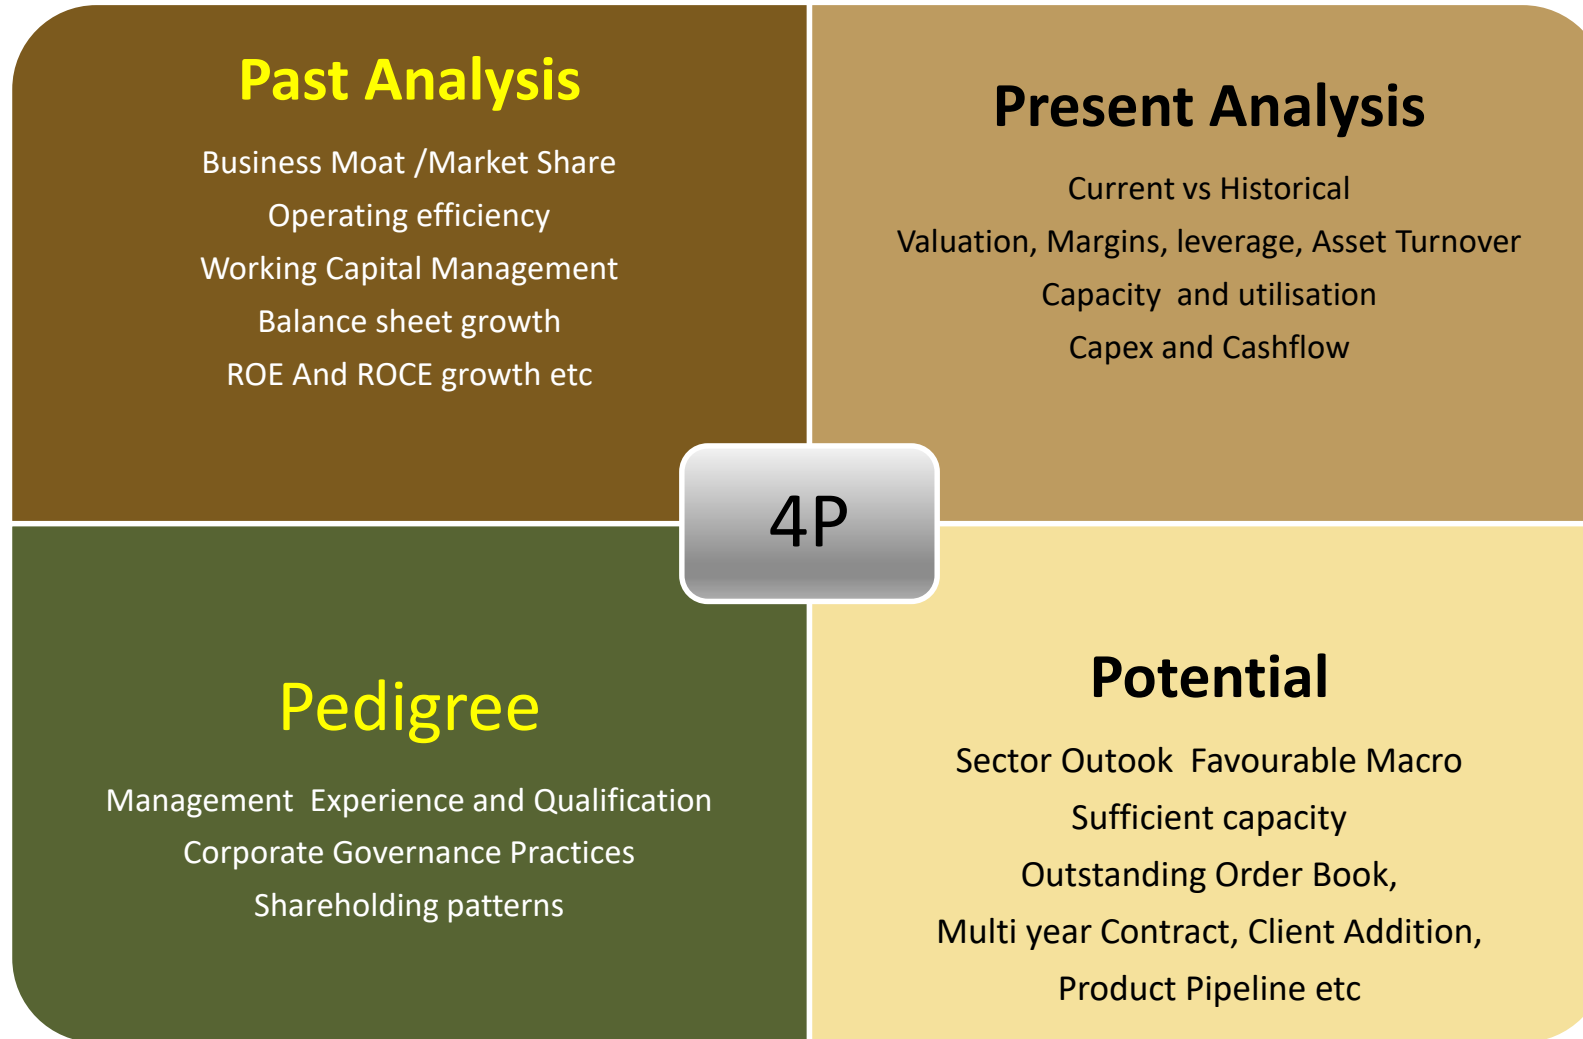 Past Analysis
Business Moat /Market Share
Operating efficiency
Working Capital Management
Balance sheet growth
ROE And ROCE growth etc
Present Analysis
Current vs Historical
Valuation, Margins, leverage, Asset Turnover
Capacity  and utilisation
Capex and Cashflow
4P
Pedigree
Management  Experience and Qualification
Corporate Governance Practices
Shareholding patterns
Potential
Sector Outook  Favourable Macro
Sufficient capacity
Outstanding Order Book,
Multi year Contract, Client Addition,
Product Pipeline etc